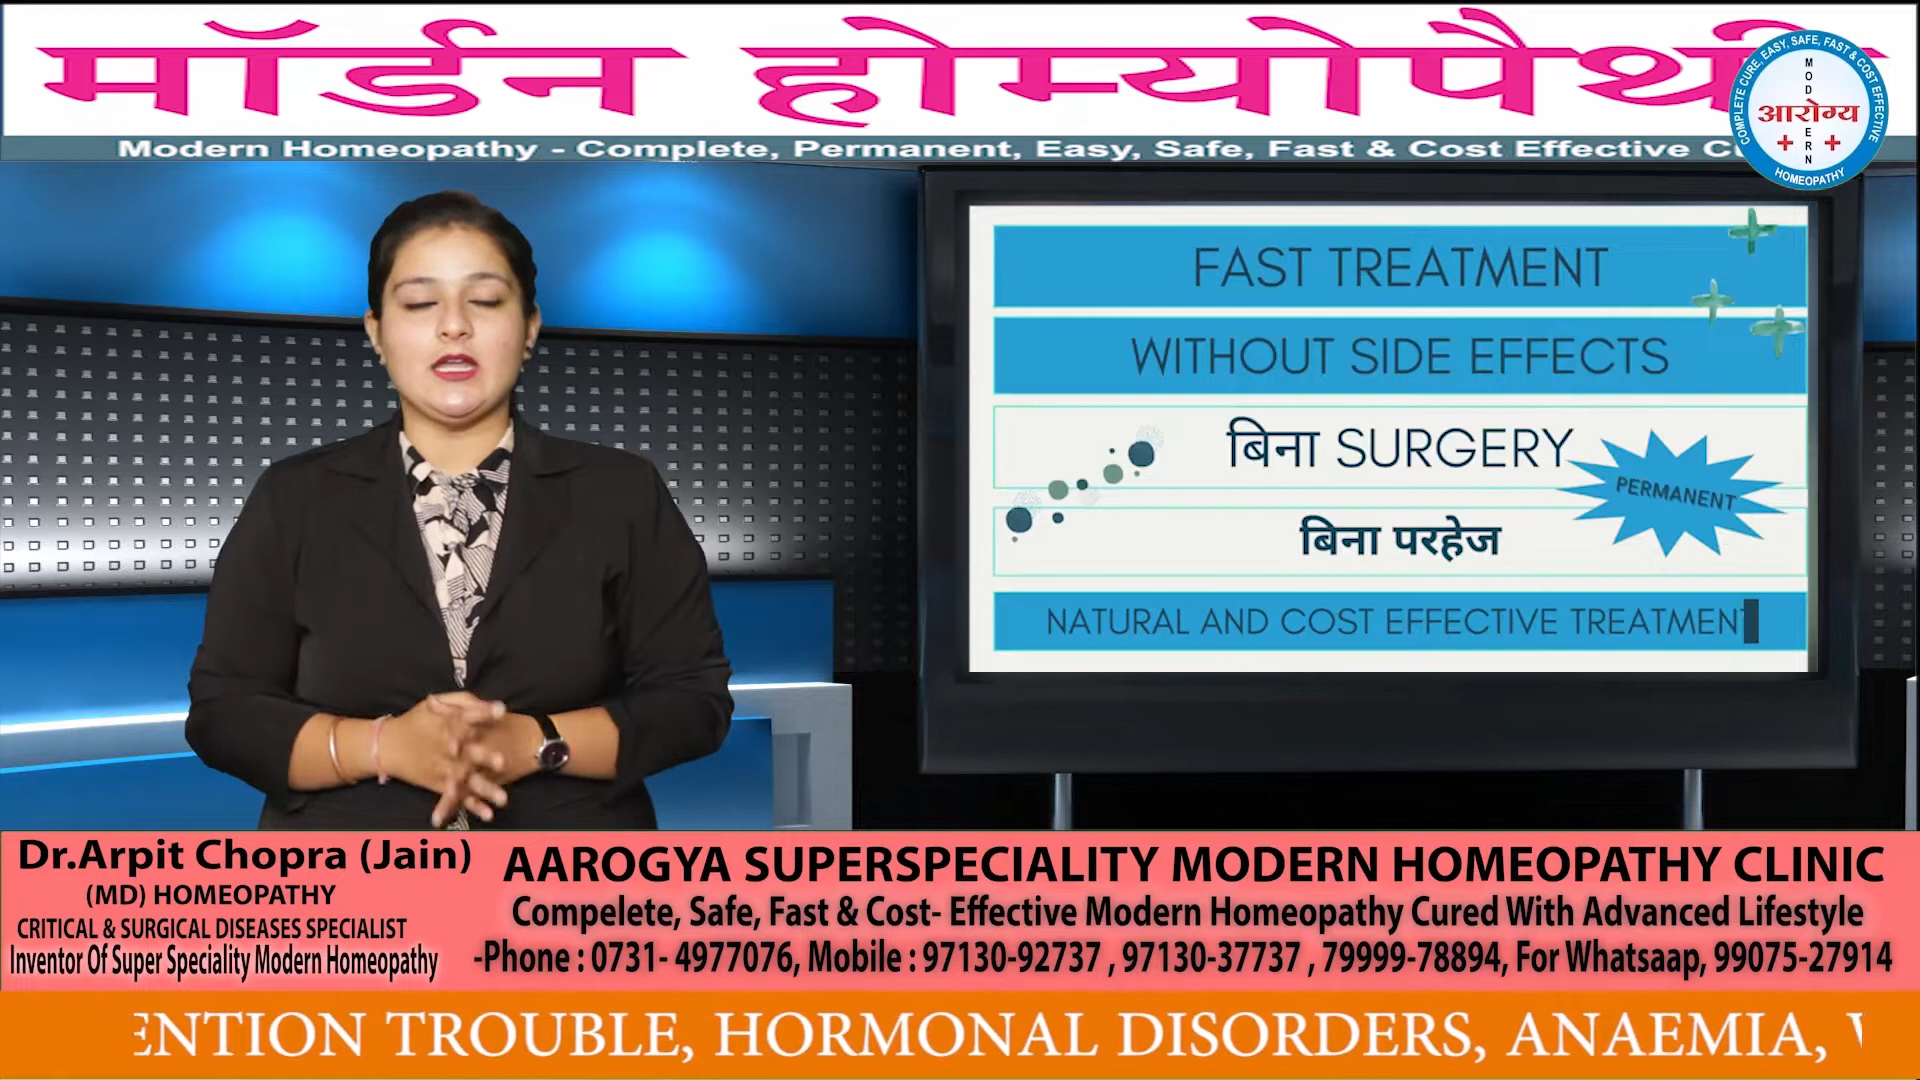 मॉर्डन होम्योपैथी
Modern Homeopathy - Complete, Permanent, Easy, Safe, Fast & Cost Effective
COMPLETE CURE, EASY, SAFE, FAST & COST EFFECTIVE
MODERN
आरोग्य
HOMEOPATHY
FAST TREATMENT
WITHOUT SIDE EFFECTS
बिना SURGERY
PERMANENT
बिना परहेज
NATURAL AND COST EFFECTIVE TREATMENT
Dr.Arpit Chopra (Jain)
(MD) HOMEOPATHY
CRITICAL & SURGICAL DISEASES SPECIALIST
Inventor Of Super Speciality Modern Homeopathy
AAROGYA SUPERSPECIALITY MODERN HOMEOPATHY CLINIC
Compelete, Safe, Fast & Cost- Effective Modern Homeopathy Cured With Advanced Lifestyle
-Phone : 0731- 4977076, Mobile : 97130-92737 , 97130-37737 , 79999-78894, For Whatsaap, 99075-27914
ENTION TROUBLE, HORMONAL DISORDERS, ANAEMIA,